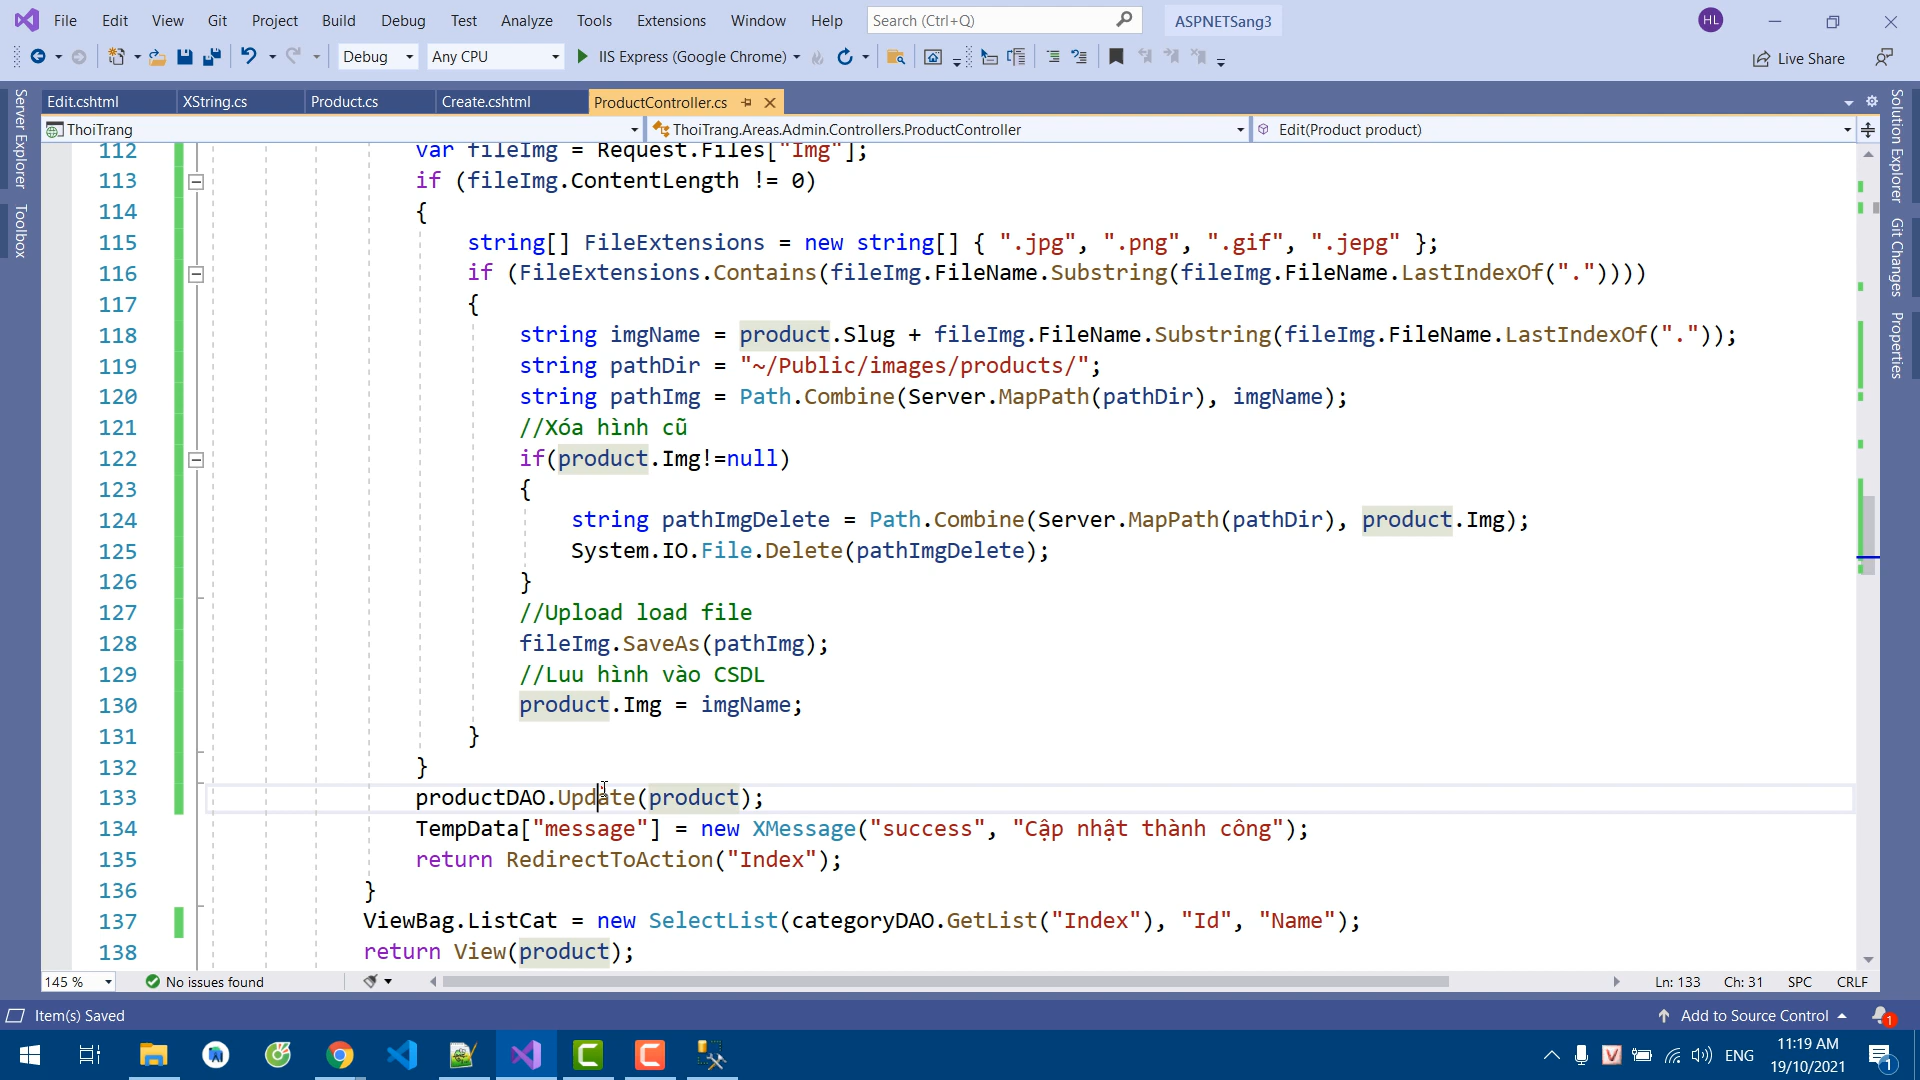 File Edit View Git Project Build Debug Test Analyze Tools Extensions Window Help Search (Ctrl+Q) ASPNETSang3 HL
Debug Any CPU IIS Express (Google Chrome) Live Share
Edit.cshtml XString.cs Product.cs Create.cshtml ProductController.cs
ThoiTrang ThoiTrang.Areas.Admin.Controllers.ProductController Edit(Product product)
Server Explorer
Toolbox
Solution Explorer
Git Changes
Properties
112 var fileImg = Request.Files["Img"];
113 if (fileImg.ContentLength != 0)
114 {
115 string[] FileExtensions = new string[] { ".jpg", ".png", ".gif", ".jepg" };
116 if (FileExtensions.Contains(fileImg.FileName.Substring(fileImg.FileName.LastIndexOf("."))))
117 {
118 string imgName = product.Slug + fileImg.FileName.Substring(fileImg.FileName.LastIndexOf("."));
119 string pathDir = "~/Public/images/products/";
120 string pathImg = Path.Combine(Server.MapPath(pathDir), imgName);
121 //Xóa hình cũ
122 if(product.Img!=null)
123 {
124 string pathImgDelete = Path.Combine(Server.MapPath(pathDir), product.Img);
125 System.IO.File.Delete(pathImgDelete);
126 }
127 //Upload load file
128 fileImg.SaveAs(pathImg);
129 //Luu hình vào CSDL
130 product.Img = imgName;
131 }
132 }
133 productDAO.Update(product);
134 TempData["message"] = new XMessage("success", "Cập nhật thành công");
135 return RedirectToAction("Index");
136 }
137 ViewBag.ListCat = new SelectList(categoryDAO.GetList("Index"), "Id", "Name");
138 return View(product);
145 % No issues found Ln: 133 Ch: 31 SPC CRLF
Item(s) Saved Add to Source Control 1
ENG 11:19 AM
19/10/2021 1